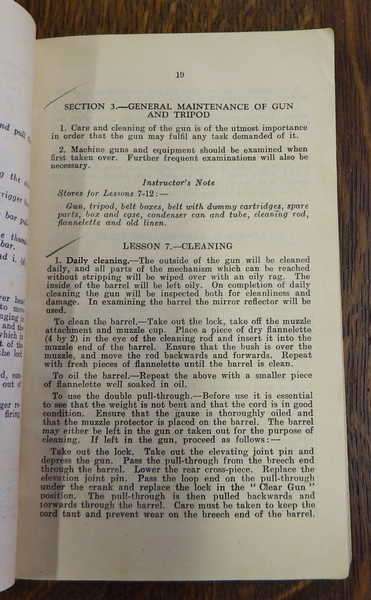 19
SECTION 3.—GENERAL MAINTENANCE OF GUN
AND TRIPOD
1. Care and cleaning of the gun is of the utmost importance
in order that the gun may fulfil any task demanded of it.
2. Machine guns and equipment should be examined when
first taken over. Further frequent examinations will also be
necessary.
Instructor's Note
Stores for Lessons 7-12:—
Gun, tripod, belt boxes, belt with dummy cartridges, spare
parts, box and case, condenser can and tube, cleaning rod,
flannelette and old linen.
LESSON 7.—CLEANING
1. Daily cleaning.—The outside of the gun will be cleaned
daily, and all parts of the mechanism which can be reached
without stripping will be wiped over with an oily rag. The
inside of the barrel will be left oily. On completion of daily
cleaning the gun will be inspected both for cleanliness and
damage. In examining the barrel the mirror reflector will be
used.
To clean the barrel.—Take out the lock, take off the muzzle
attachment and muzzle cup. Place a piece of dry flannelette
(4 by 2) in the eye of the cleaning rod and insert it into the
muzzle end of the barrel. Ensure that the bush is over the
muzzle, and move the rod backwards and forwards. Repeat
with fresh pieces of flannelette until the barrel is clean.
To oil the barrel.—Repeat the above with a smaller piece
of flannelette well soaked in oil.
To use the double pull-through.—Before use it is essential
to see that the weight is not bent and that the cord is in good
condition. Ensure that the gauze is thoroughly oiled and
that the muzzle protector is placed on the barrel. The barrel
may either be left in the gun or taken out for the purpose of
cleaning. If left in the gun, proceed as follows:—
Take out the lock. Take out the elevating joint pin and
depress the gun. Pass the pull-through from the breech end
through the barrel. Lower the rear cross-piece. Replace the
elevation joint pin. Pass the loop end on the pull-through
under the crank and replace the lock in the "Clear Gun"
position. The pull-through is then pulled backwards and
forwards through the barrel. Care must be taken to keep the
cord taut and prevent wear on the breech end of the barrel.